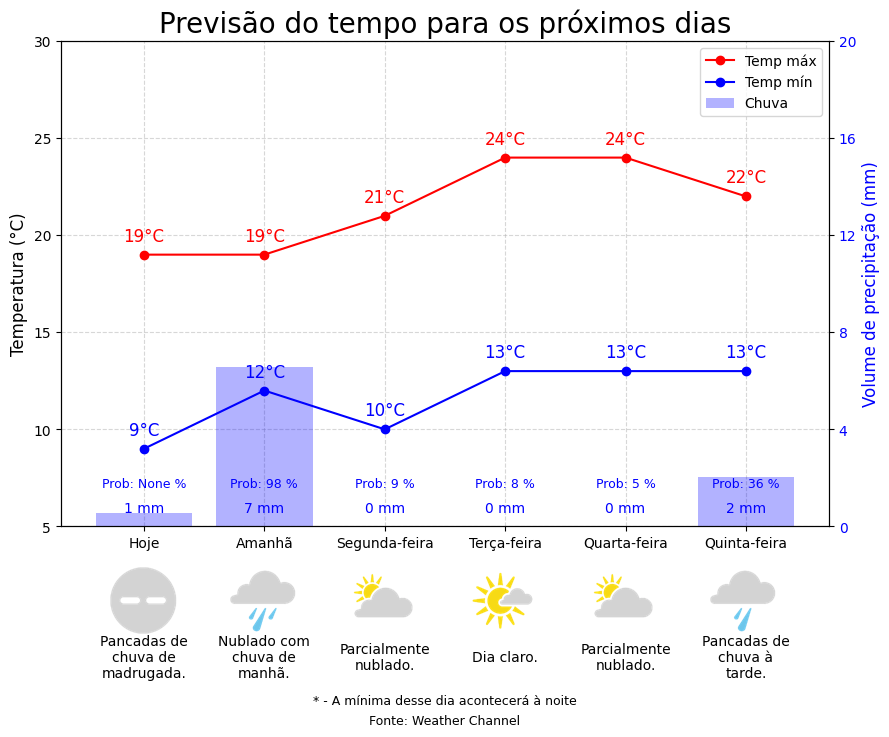 Previsão do tempo para os próximos dias
30
25
20
15
10
5
Temperatura (°C)
20
16
12
8
4
0
Volume de precipitação (mm)
Temp máx
Temp mín
Chuva
19°C 19°C 21°C 24°C 24°C 22°C
9°C 12°C 10°C 13°C 13°C 13°C
Prob: None % Prob: 98 % Prob: 9 % Prob: 8 % Prob: 5 % Prob: 36 %
1 mm 7 mm 0 mm 0 mm 0 mm 2 mm
Hoje Amanhã Segunda-feira Terça-feira Quarta-feira Quinta-feira
Pancadas de
chuva de
madrugada.
Nublado com
chuva de
manhã.
Parcialmente
nublado.
Dia claro.
Parcialmente
nublado.
Pancadas de
chuva à
tarde.
* - A mínima desse dia acontecerá à noite
Fonte: Weather Channel